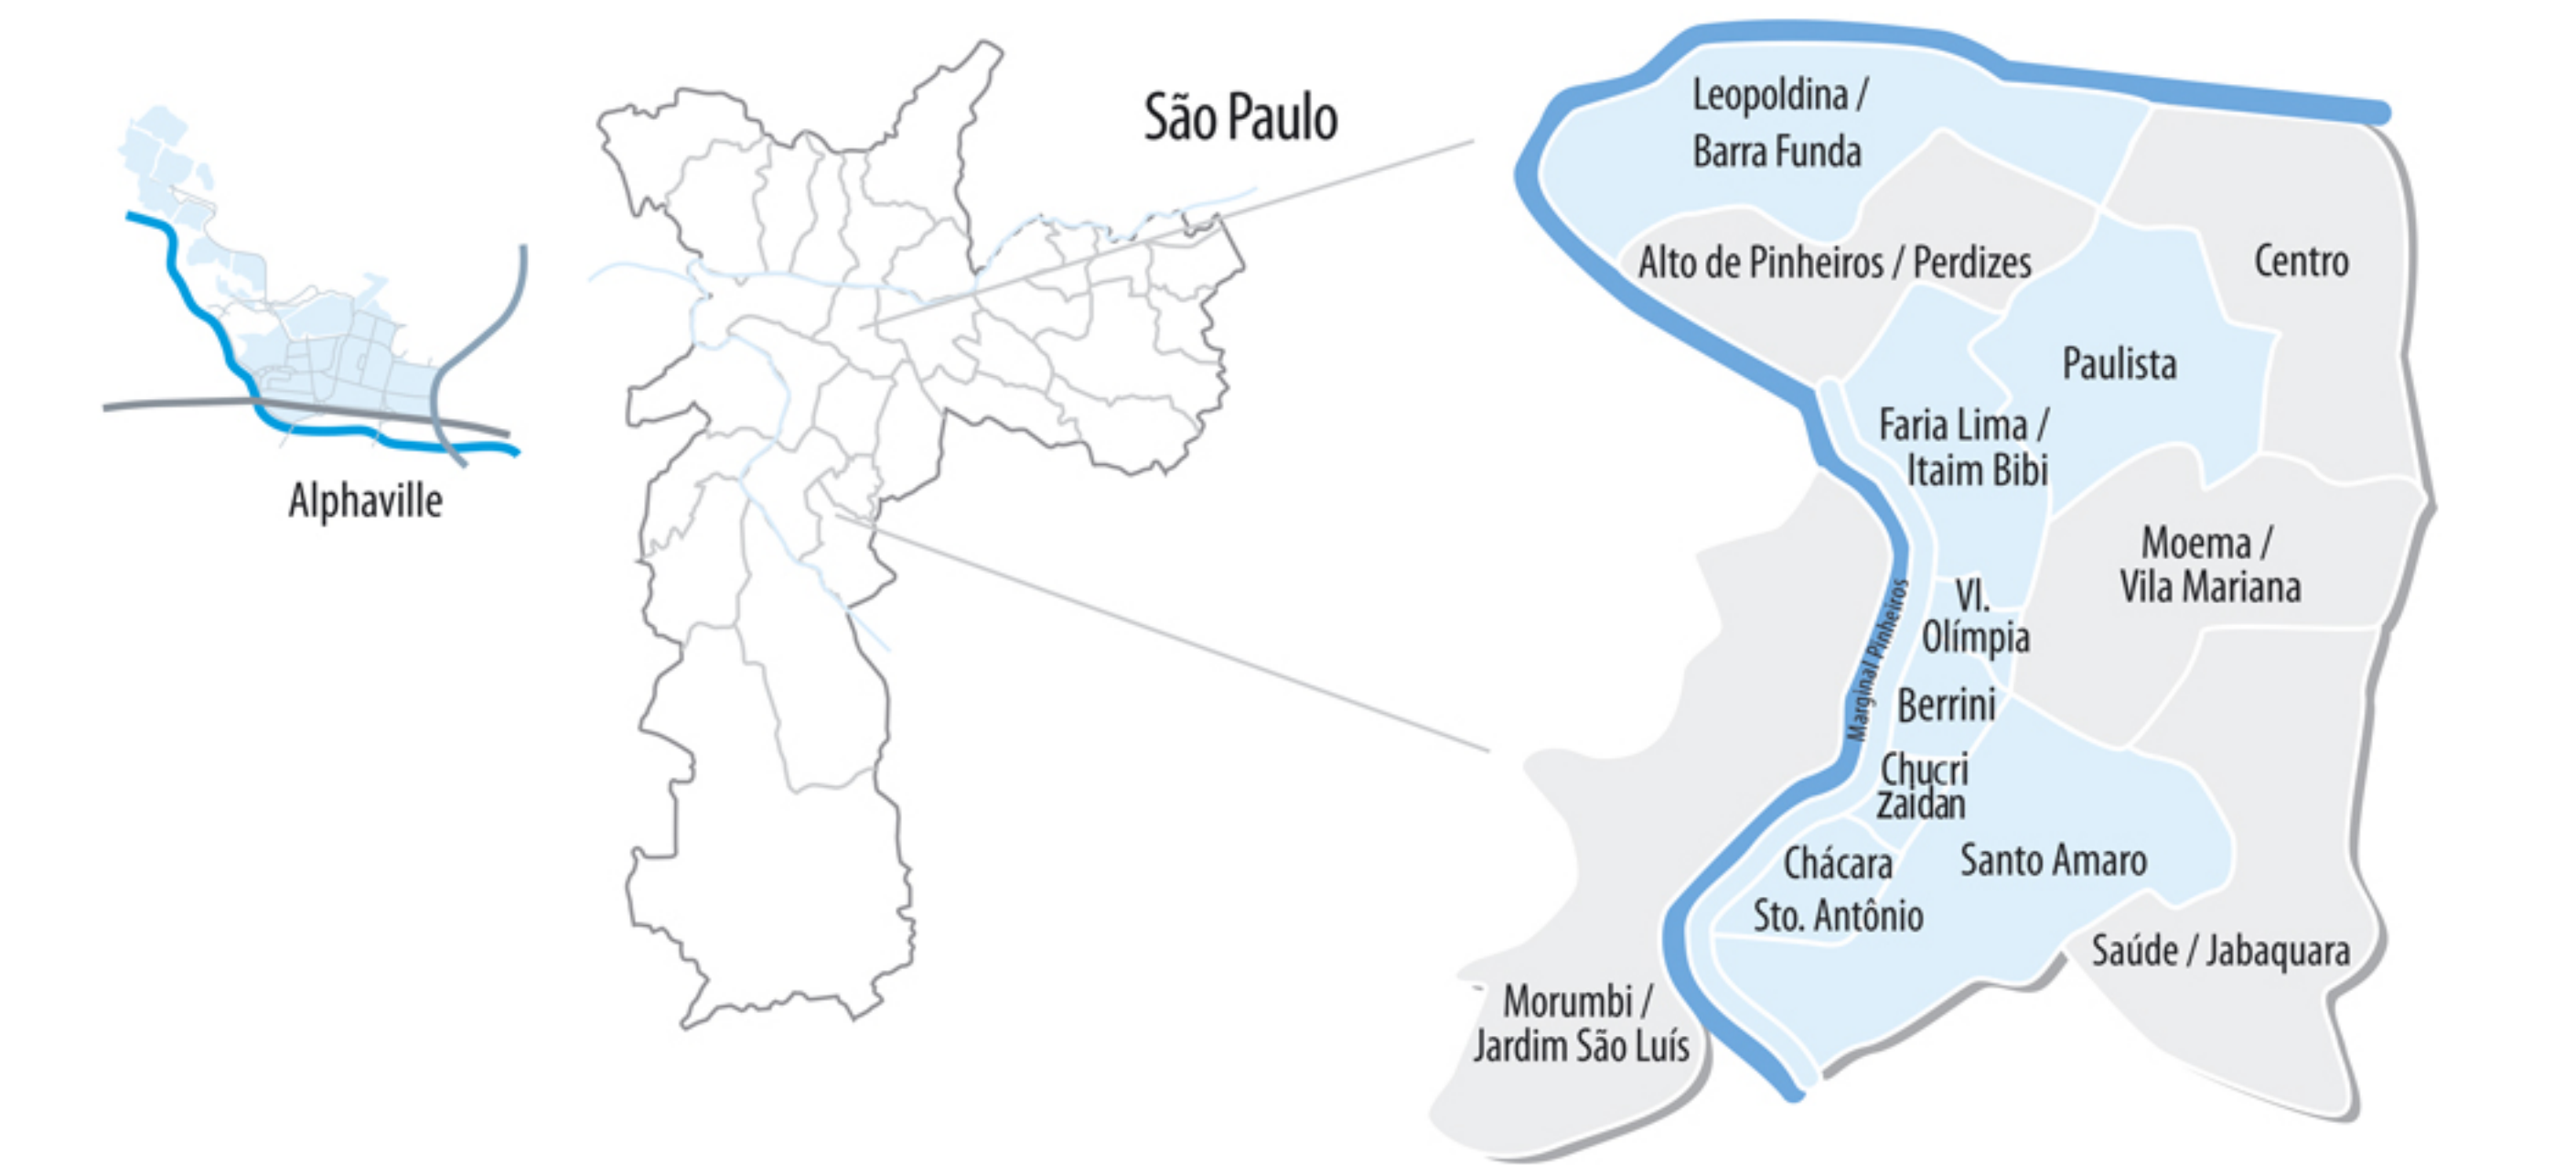 São Paulo
Alphaville
Leopoldina /
Barra Funda
Alto de Pinheiros / Perdizes
Centro
Paulista
Faria Lima /
Itaim Bibi
Moema /
Vila Mariana
Vl.
Olímpia
Marginal Pinheiros
Berrini
Chucri
Zaidan
Chácara
Sto. Antônio
Santo Amaro
Saúde / Jabaquara
Morumbi /
Jardim São Luís